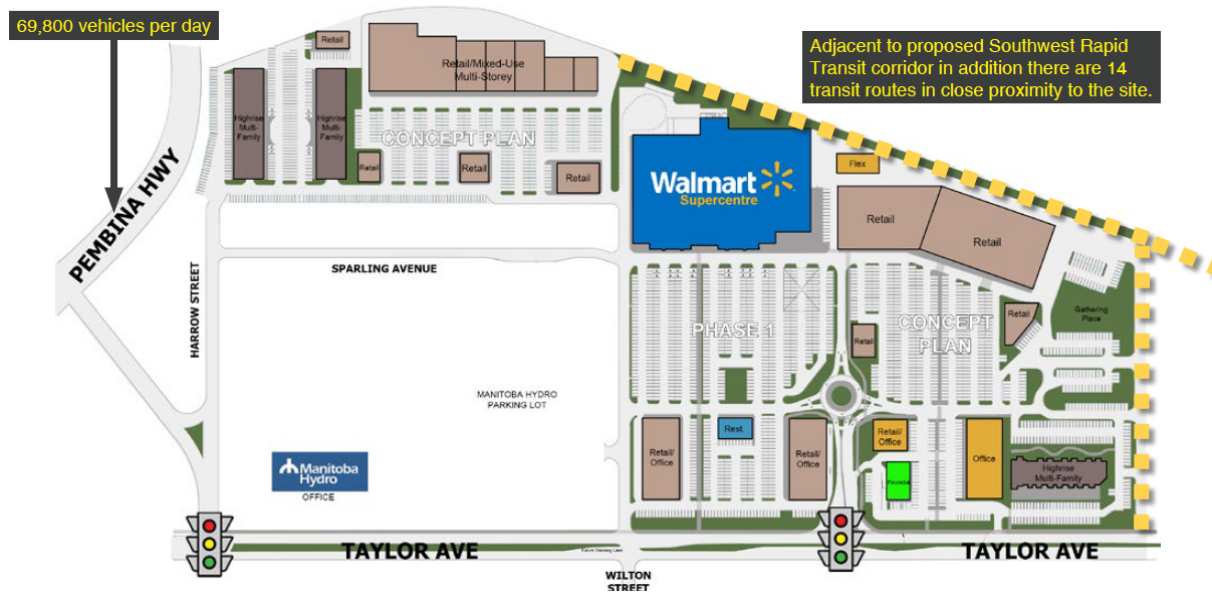 69,800 vehicles per day
Adjacent to proposed Southwest Rapid
Transit corridor in addition there are 14
transit routes in close proximity to the site.
Retail
Retail/Mixed-Use
Multi-Storey
Highrise
Multi-
Family
Highrise
Multi-
Family
CONCEPT PLAN
Retail
Retail
Retail
Walmart
Supercentre
Flex
Retail
Retail
PEMBINA HWY
HARROW STREET
SPARLING AVENUE
PHASE 1
CONCEPT
PLAN
Retail
Retail
Gathering
Place
MANITOBA HYDRO
PARKING LOT
Manitoba
Hydro
OFFICE
Retail/
Office
Rest.
Retail/
Office
Retail/
Office
Office
Highrise
Multi-Family
TAYLOR AVE
TAYLOR AVE
WILTON
STREET